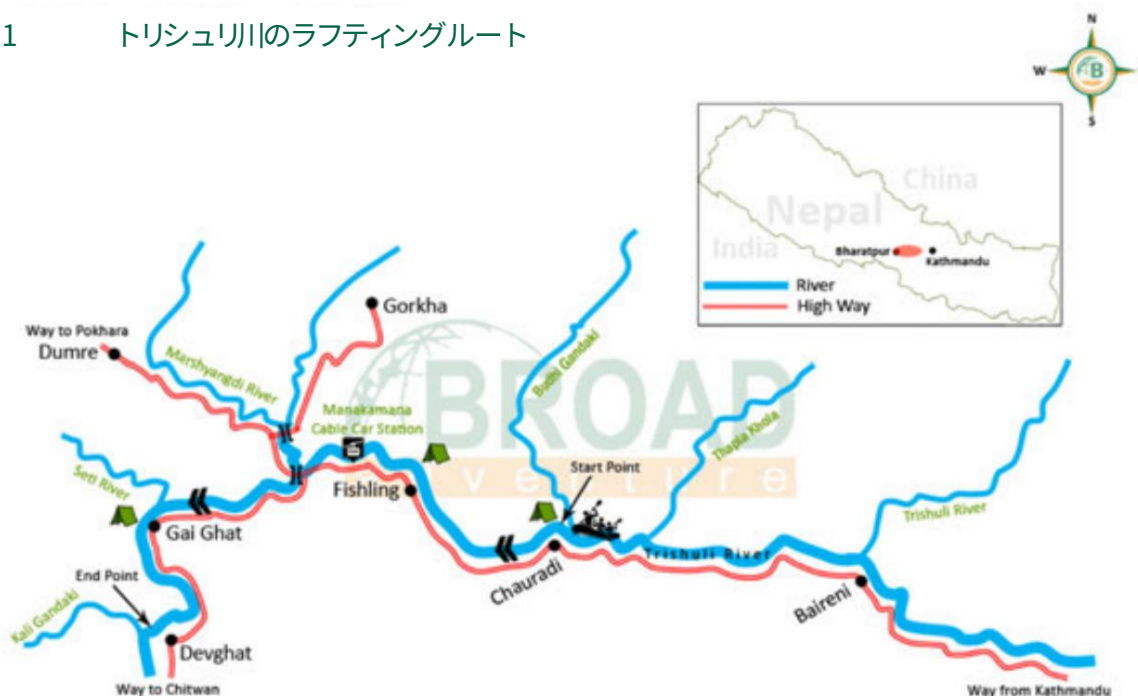 1 トリシュリ川のラフティングルート
N
W
S
B
China
Nepal
India
Bharatpur
Kathmandu
River
High Way
Gorkha
Way to Pokhara
Dumre
Marshyangdi River
Budhi Gandaki
Manakamana
Cable Car Station
BROAD
venture
Thapla Khola
Start Point
Seti River
Fishling
Gai Ghat
Trishuli River
Trishuli River
Chauradi
End Point
Baireni
Kali Gandaki
Devghat
Way to Chitwan
Way from Kathmandu